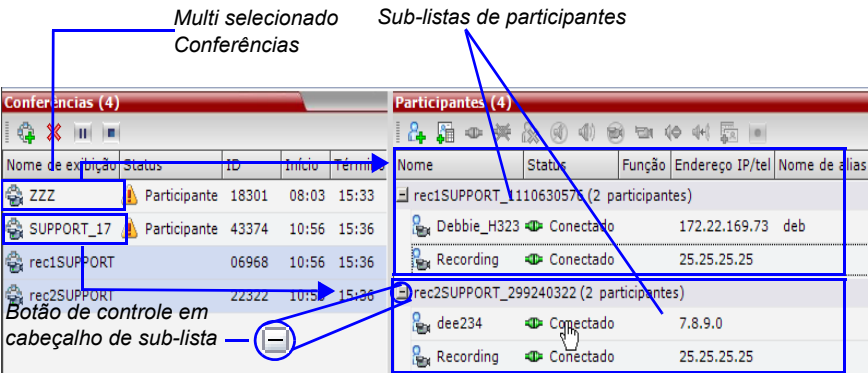 Multi selecionado
Conferências
Sub-listas de participantes
Conferências (4)
Nome de exibição Status ID Início Término
ZZZ Participante 18301 08:03 15:33
SUPPORT_17 Participante 43374 10:56 15:36
rec1SUPPORT 06968 10:56 15:36
rec2SUPPORT 22322 10:56 15:36
Botão de controle em
cabeçalho de sub-lista
Participantes (4)
Nome Status Função Endereço IP/tel Nome de alias
rec1SUPPORT_1110630576 (2 participantes)
Debbie_H323 Conectado 172.22.169.73 deb
Recording Conectado 25.25.25.25
rec2SUPPORT_299240322 (2 participantes)
dee234 Conectado 7.8.9.0
Recording Conectado 25.25.25.25